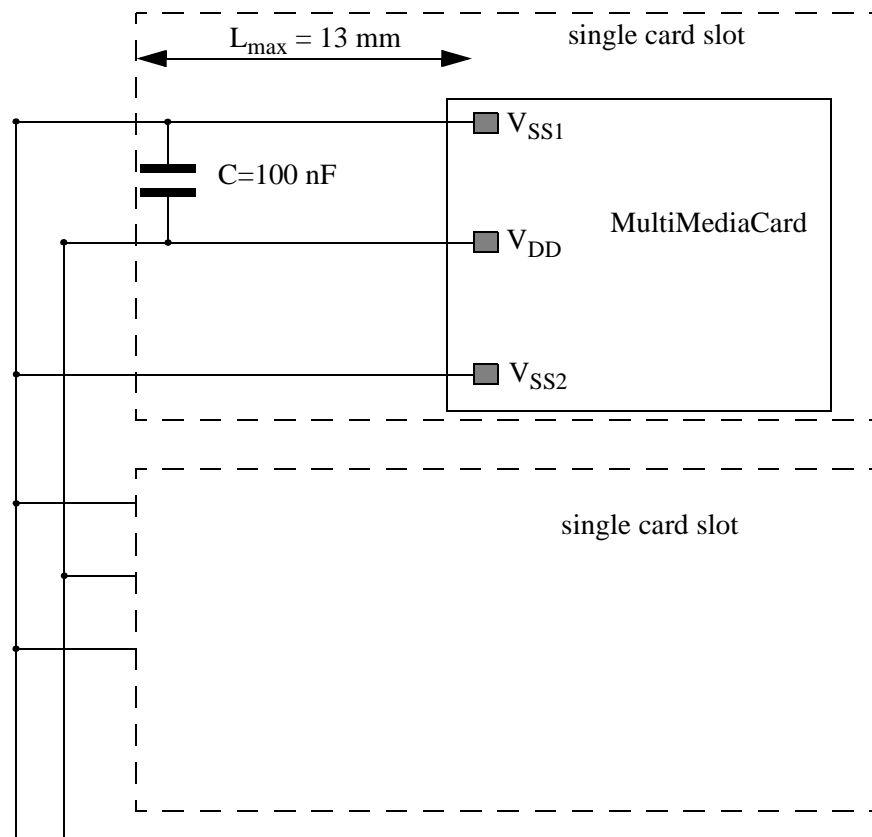 L_max = 13 mm
single card slot
V_SS1
C=100 nF
MultiMediaCard
V_DD
V_SS2
single card slot